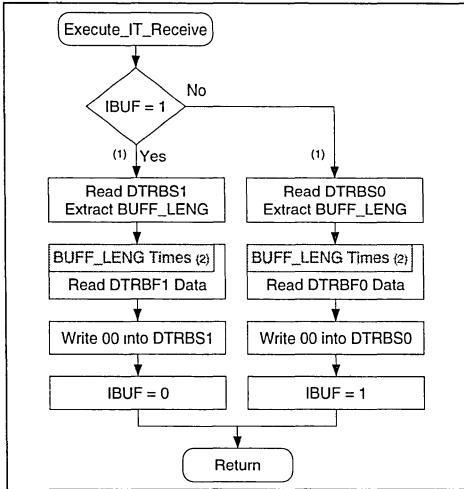 Execute_IT_Receive
IBUF = 1
No
(1) Yes
(1)
Read DTRBS1
Extract BUFF_LENG
Read DTRBS0
Extract BUFF_LENG
BUFF_LENG Times (2)
Read DTRBF1 Data
BUFF_LENG Times (2)
Read DTRBF0 Data
Write 00 into DTRBS1
Write 00 into DTRBS0
IBUF = 0
IBUF = 1
Return